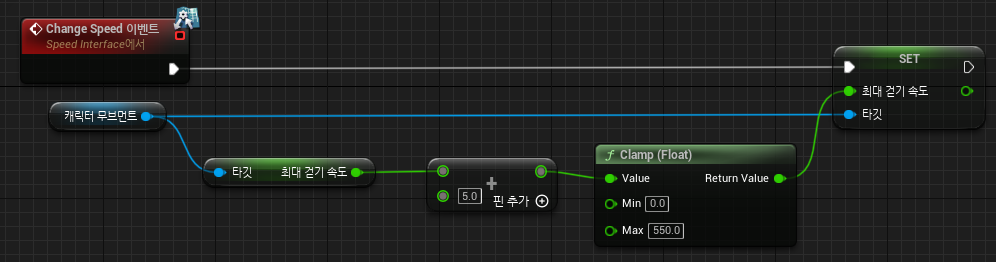 Change Speed 이벤트
Speed Interface에서
SET
최대 걷기 속도
타깃
캐릭터 무브먼트
타깃 최대 걷기 속도
5.0
핀 추가
Clamp (Float)
Value Return Value
Min 0.0
Max 550.0